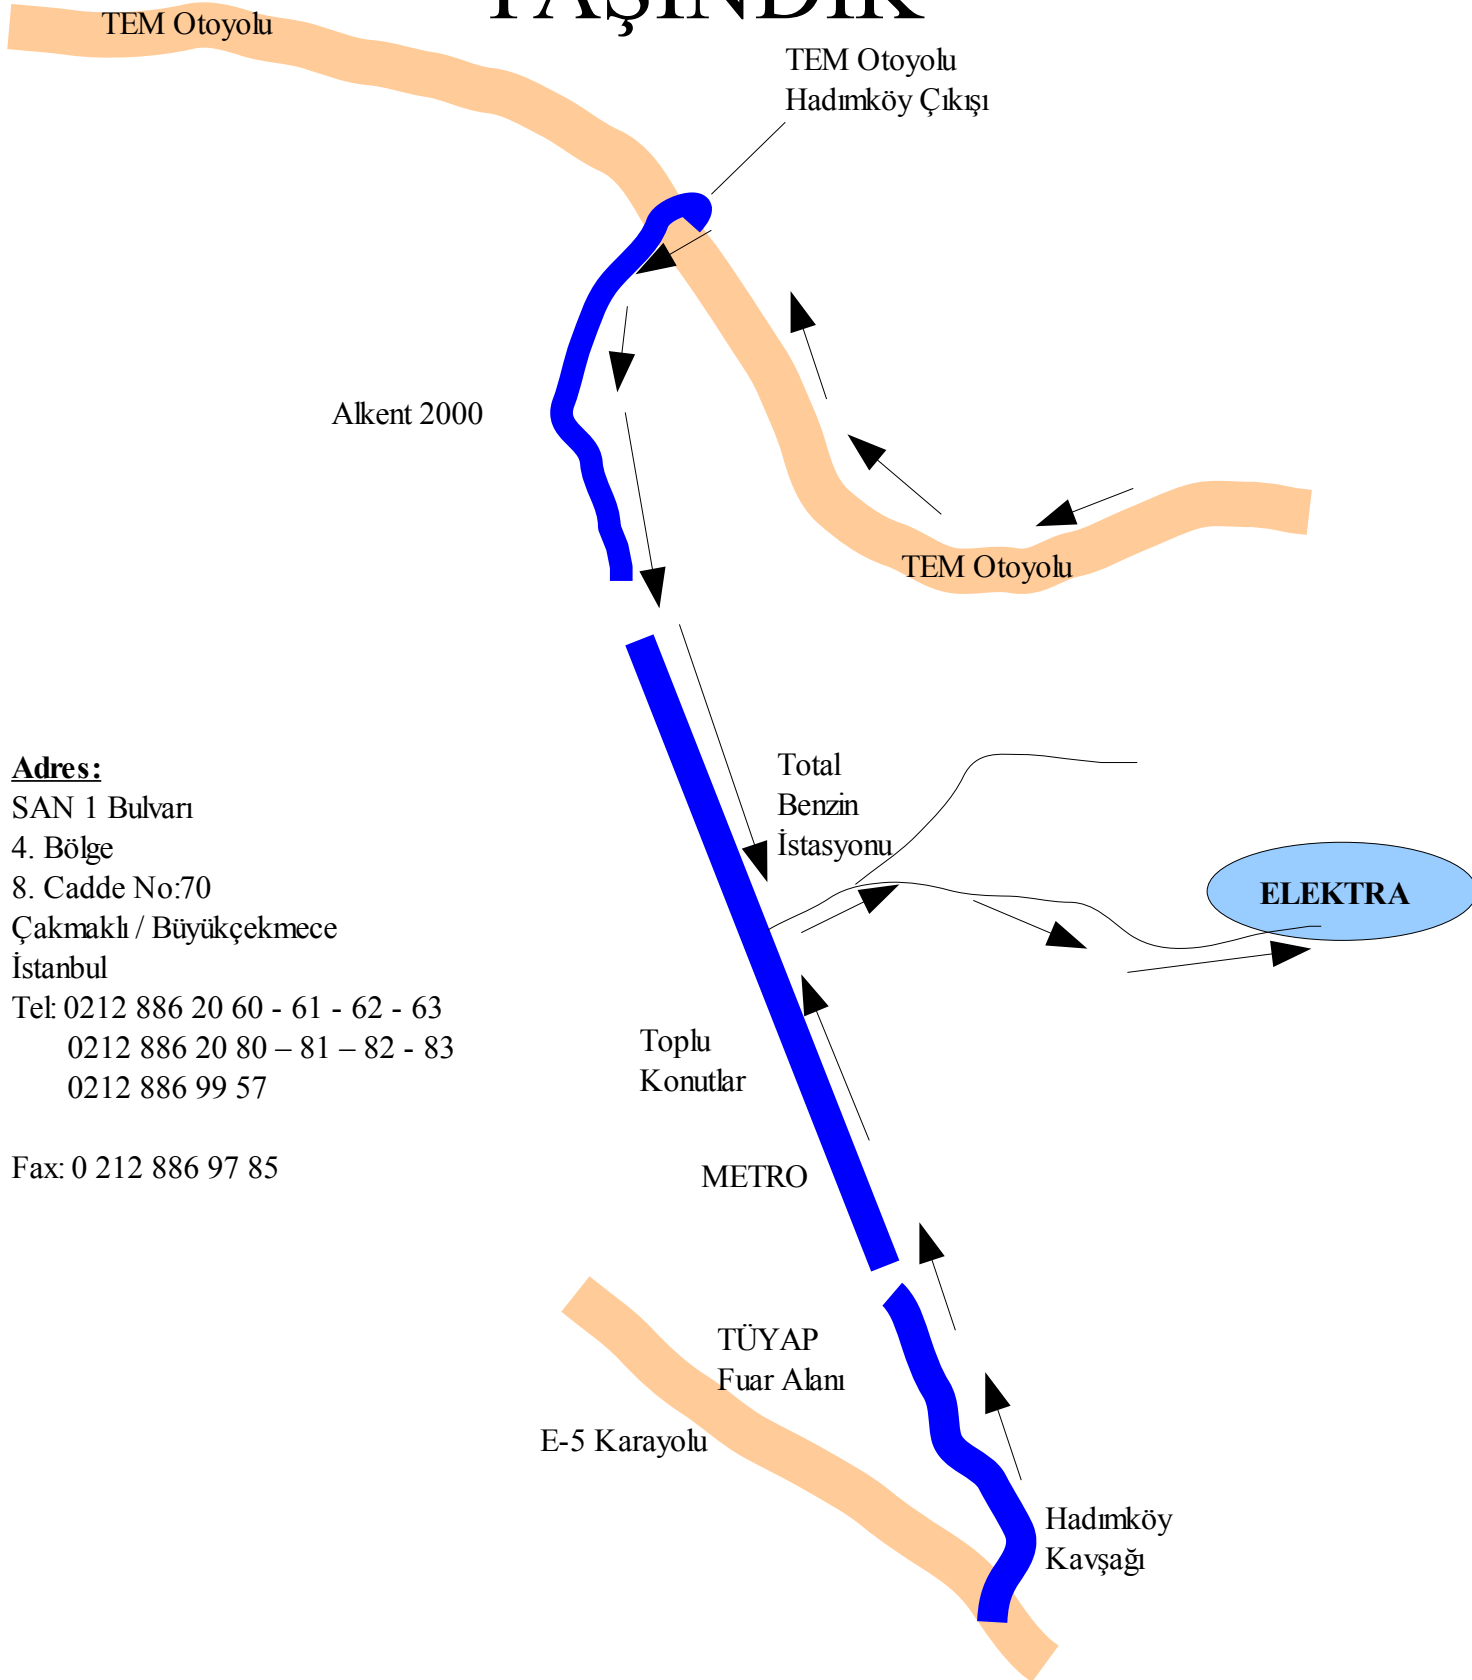 TAŞINDIK
TEM Otoyolu
TEM Otoyolu
Hadımköy Çıkışı
Alkent 2000
TEM Otoyolu
Total
Benzin
İstasyonu
ELEKTRA
Adres:
SAN 1 Bulvarı
4. Bölge
8. Cadde No:70
Çakmaklı / Büyükçekmece
İstanbul
Tel: 0212 886 20 60 - 61 - 62 - 63
0212 886 20 80 – 81 – 82 - 83
0212 886 99 57
Fax: 0 212 886 97 85
Toplu
Konutlar
METRO
TÜYAP
Fuar Alanı
E-5 Karayolu
Hadımköy
Kavşağı